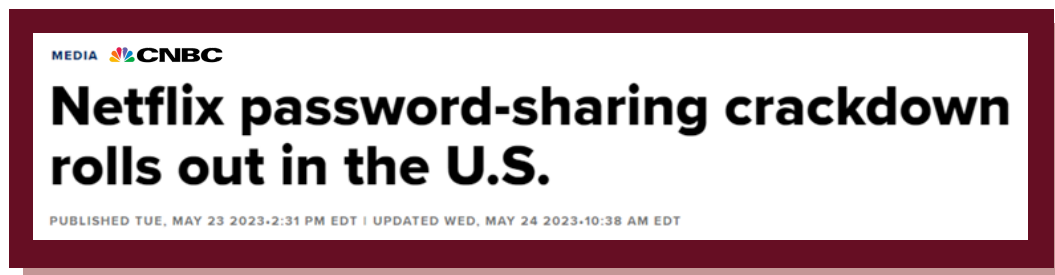 MEDIA CNBC
Netflix password-sharing crackdown
rolls out in the U.S.
PUBLISHED TUE, MAY 23 2023•2:31 PM EDT | UPDATED WED, MAY 24 2023•10:38 AM EDT